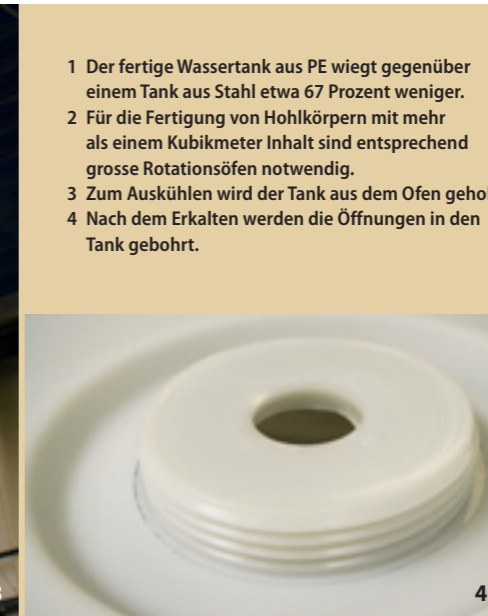 1 Der fertige Wassertank aus PE wiegt gegenüber
einem Tank aus Stahl etwa 67 Prozent weniger.
2 Für die Fertigung von Hohlkörpern mit mehr
als einem Kubikmeter Inhalt sind entsprechend
grosse Rotationsöfen notwendig.
3 Zum Auskühlen wird der Tank aus dem Ofen
4 Nach dem Erkalten werden die Öffnungen in den
Tank gebohrt.
4